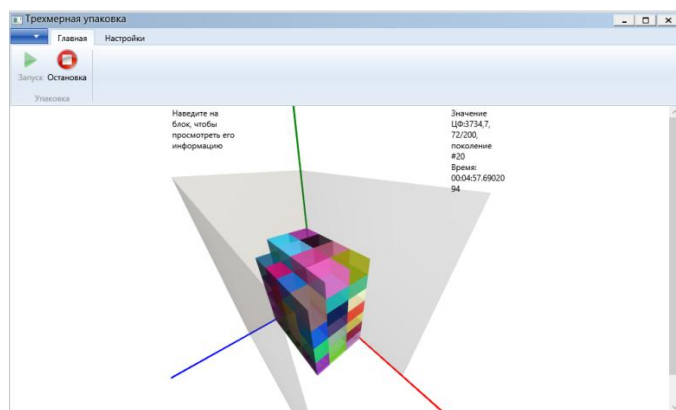 Трехмерная упаковка
Главная Настройки
Запуск Остановка
Упаковка
Наведите на
блок, чтобы
просмотреть его
информацию
Значение
ЦФ:3734,7,
72/200,
поколение
#20
Время:
00:04:57.69020
94